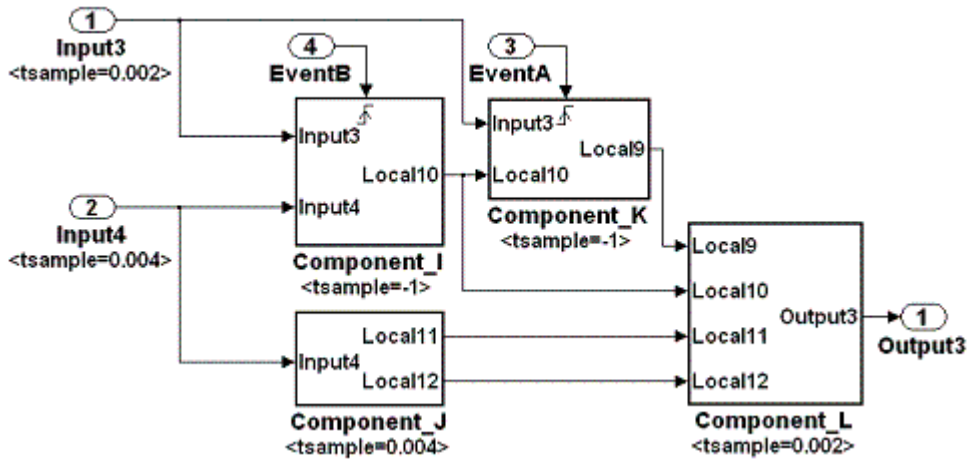 1
Input3
<tsample=0.002>
4
EventB
3
EventA
Input3
Local10
Input4
Component_I
<tsample=-1>
Input3
Local9
Local10
Component_K
<tsample=-1>
2
Input4
<tsample=0.004>
Local11
Input4
Local12
Component_J
<tsample=0.004>
Local9
Local10
Output3
Local11
Local12
Component_L
<tsample=0.002>
1
Output3